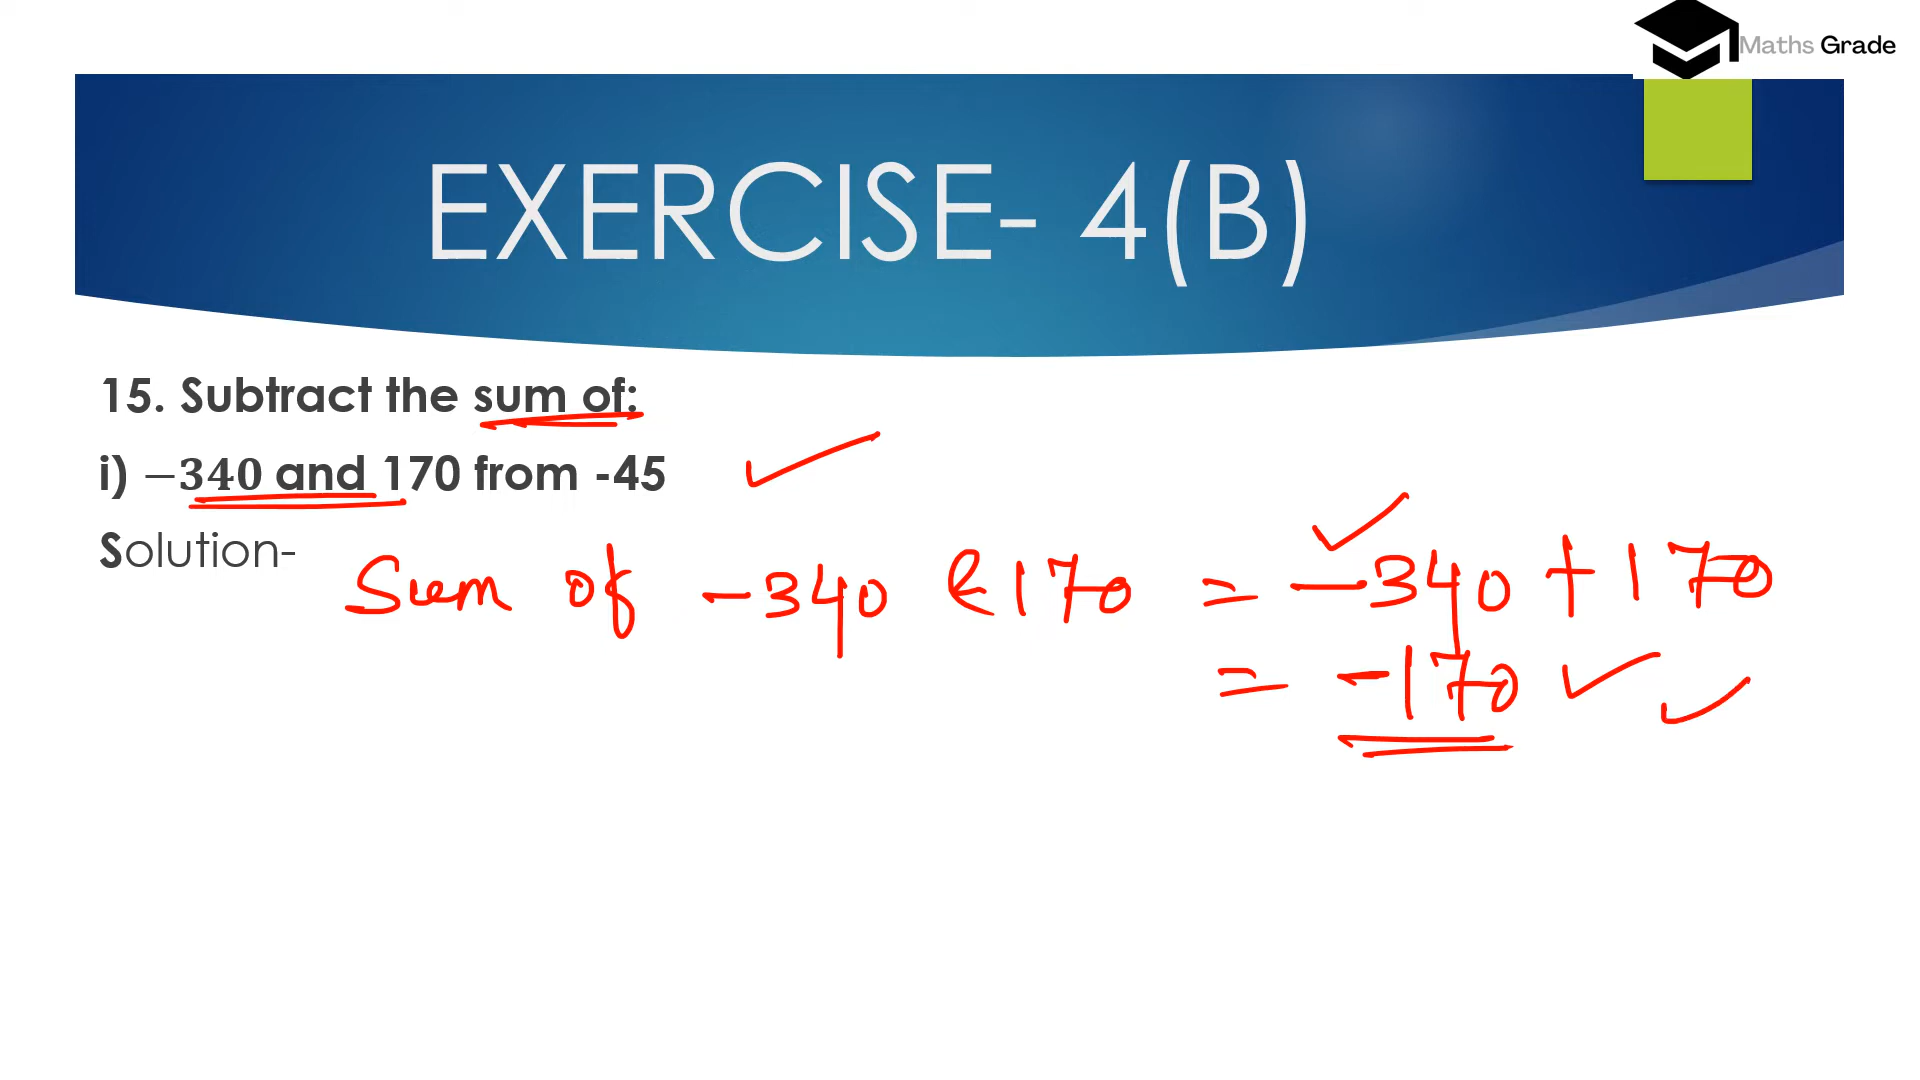 Maths Grade
EXERCISE- 4(B)
15. Subtract the sum of:
i) −340 and 170 from -45
Solution-
Sum of -340 & 170 = -340 + 170
= -170